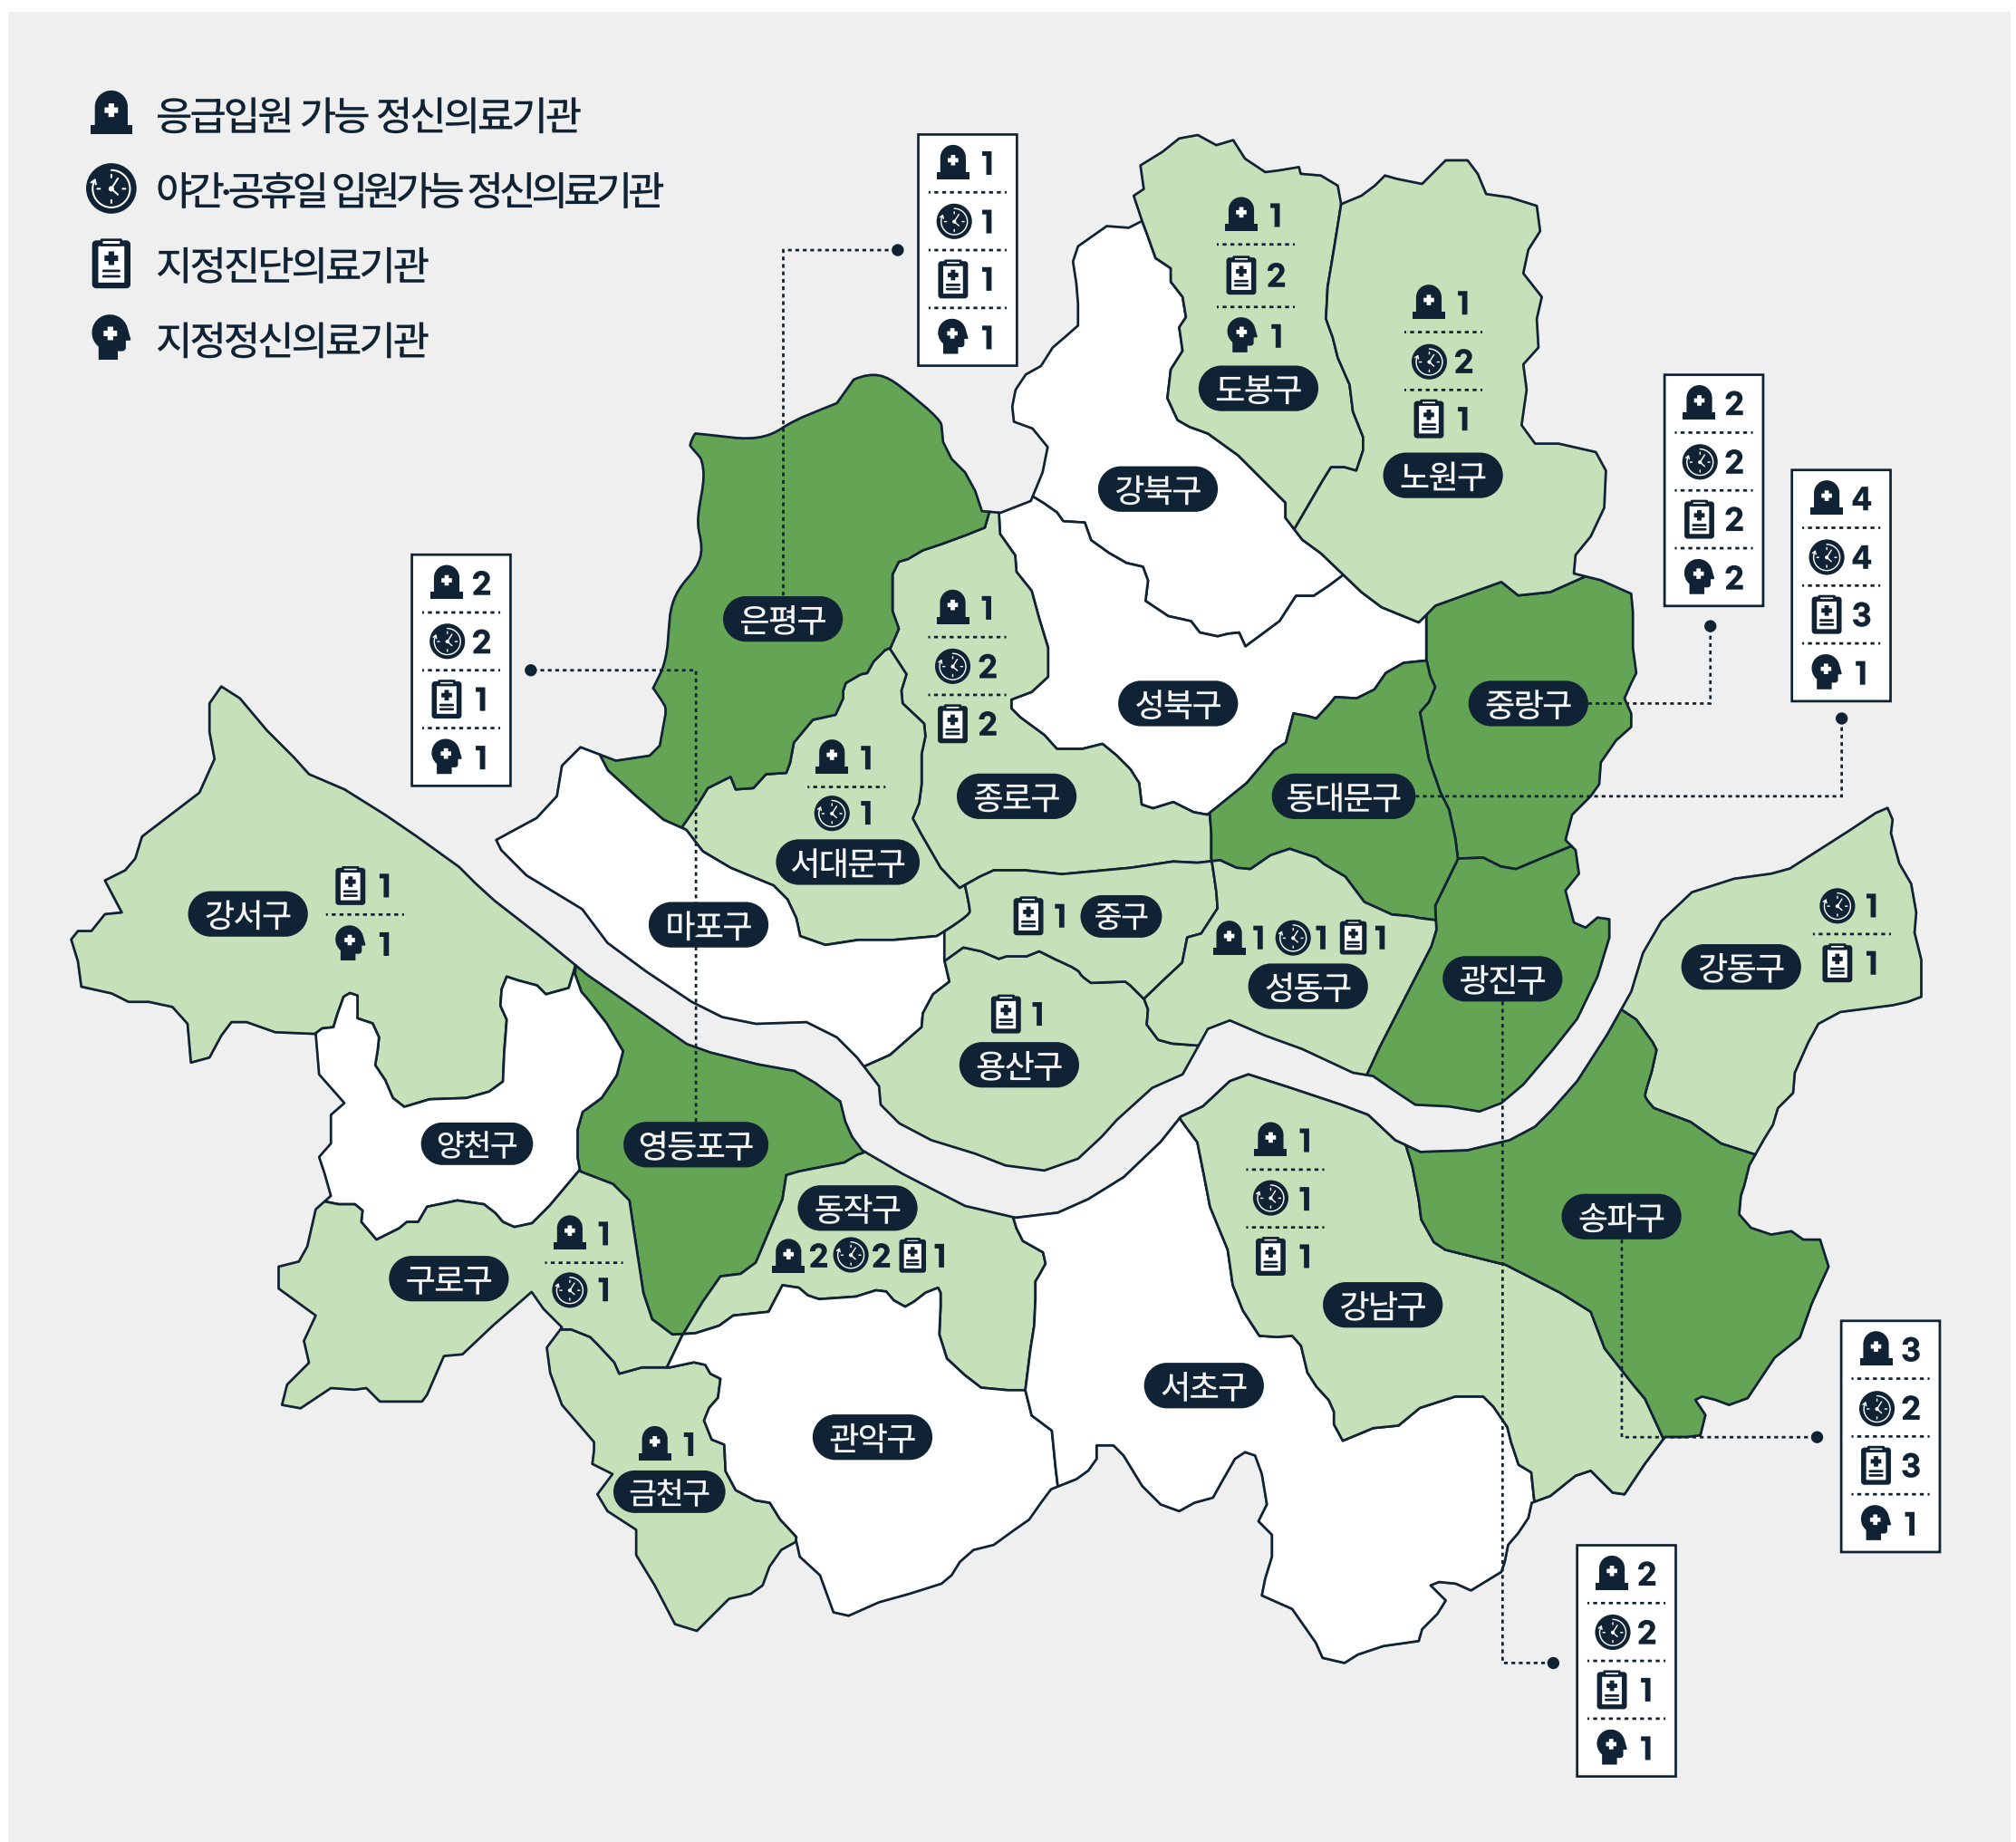 응급입원 가능 정신의료기관
야간·공휴일 입원가능 정신의료기관
지정진단의료기관
지정정신의료기관
1
1
1
1
1
2
1
도봉구
1
2
1
노원구
강북구
2
2
2
2
4
4
3
1
2
2
1
1
은평구
1
2
2
종로구
성북구
중랑구
동대문구
1
1
서대문구
강서구
1
1
마포구
1 중구
1 1 1
성동구
광진구
강동구
1
1
1
용산구
양천구
영등포구
1
1
1
강남구
송파구
동작구
2 2 1
구로구
1
1
서초구
관악구
1
금천구
3
2
3
1
2
2
1
1